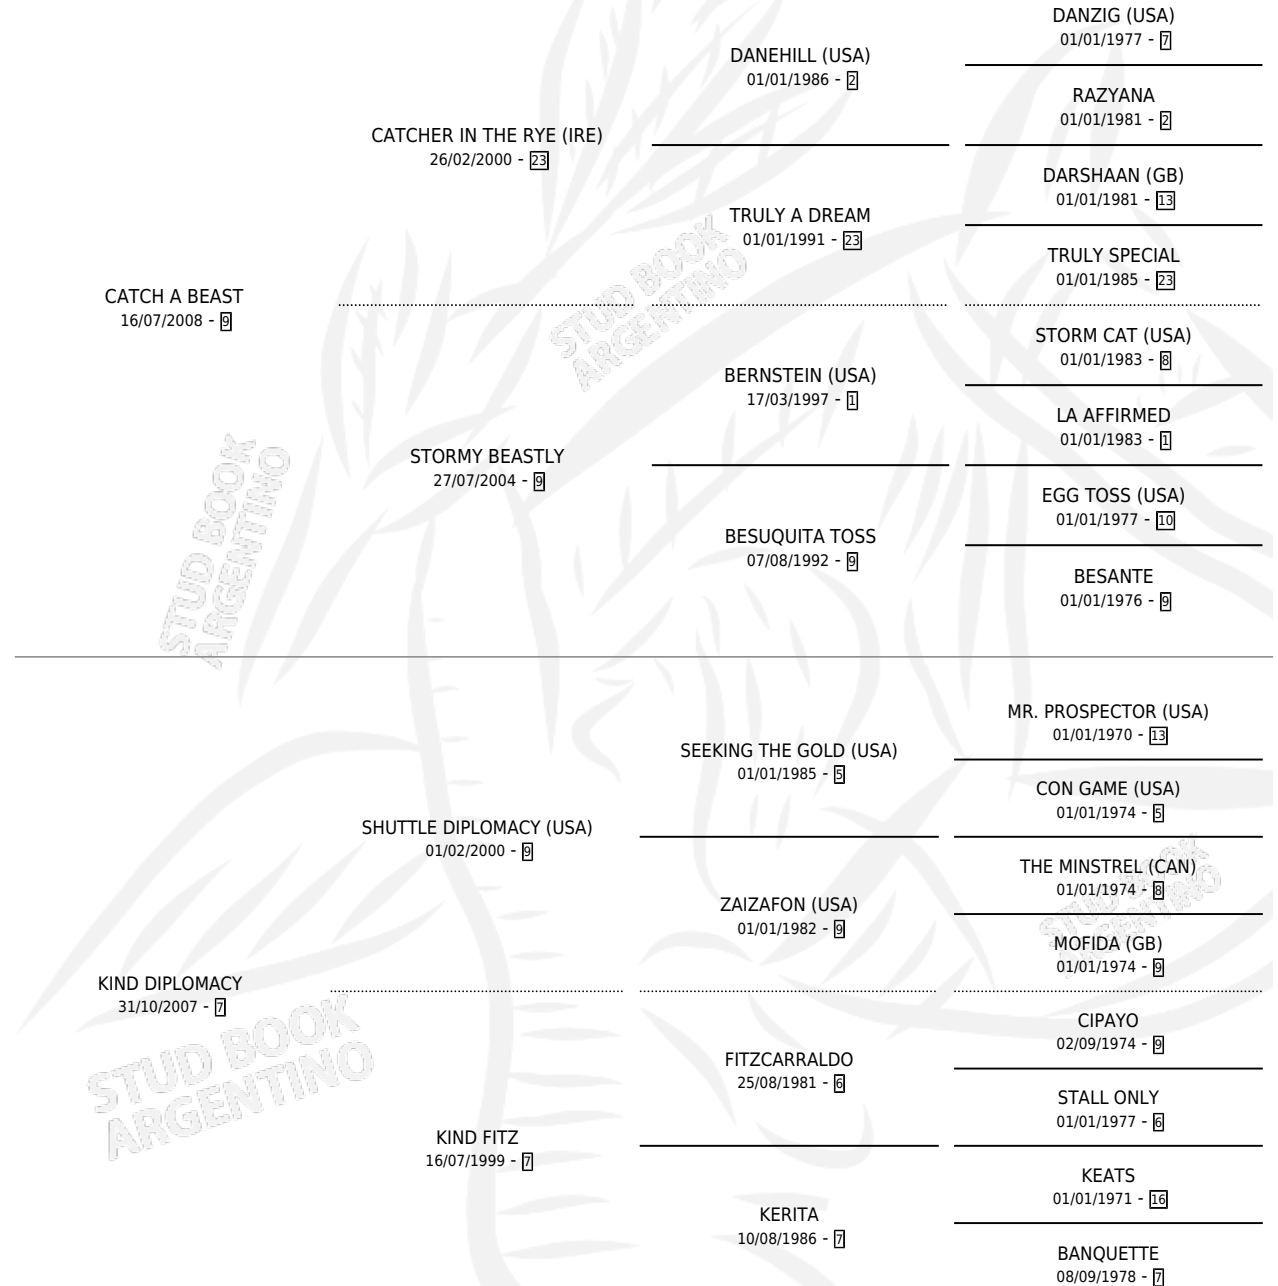 DANZIG (USA)
01/01/1977 - 7
DANEHILL (USA)
01/01/1986 - 2
RAZYANA
01/01/1981 - 2
CATCHER IN THE RYE (IRE)
26/02/2000 - 23
DARSHAAN (GB)
01/01/1981 - 13
TRULY A DREAM
01/01/1991 - 23
TRULY SPECIAL
01/01/1985 - 23
CATCH A BEAST
16/07/2008 - 9
STORM CAT (USA)
01/01/1983 - 8
BERNSTEIN (USA)
17/03/1997 - 1
LA AFFIRMED
01/01/1983 - 1
STORMY BEASTLY
27/07/2004 - 9
EGG TOSS (USA)
01/01/1977 - 10
BESUQUITA TOSS
07/08/1992 - 9
BESANTE
01/01/1976 - 9
MR. PROSPECTOR (USA)
01/01/1970 - 13
SEEKING THE GOLD (USA)
01/01/1985 - 5
CON GAME (USA)
01/01/1974 - 5
SHUTTLE DIPLOMACY (USA)
01/02/2000 - 9
THE MINSTREL (CAN)
01/01/1974 - 8
ZAIZAFON (USA)
01/01/1982 - 9
MOFIDA (GB)
01/01/1974 - 9
KIND DIPLOMACY
31/10/2007 - 7
CIPAYO
02/09/1974 - 9
FITZCARRALDO
25/08/1981 - 6
STALL ONLY
01/01/1977 - 6
KIND FITZ
16/07/1999 - 7
KEATS
01/01/1971 - 16
KERITA
10/08/1986 - 7
BANQUETTE
08/09/1978 - 7
STUD BOOK
ARGENTINO
STUD BOOK
ARGENTINO
STUD BOOK
ARGENTINO
STUD BOOK
ARGENTINO